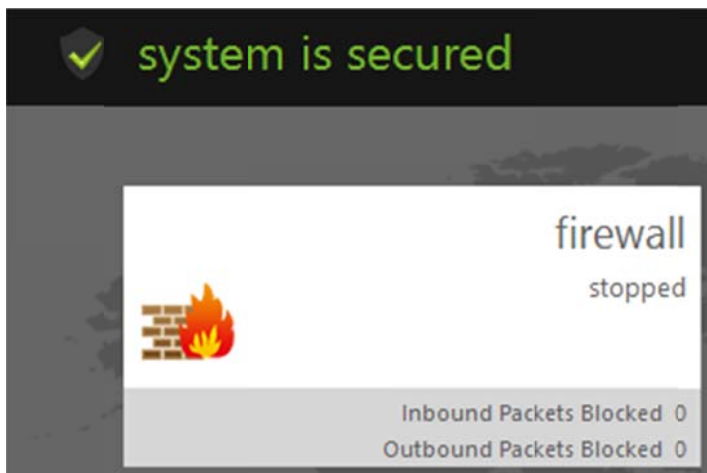 system is secured
firewall
stopped
Inbound Packets Blocked 0
Outbound Packets Blocked 0